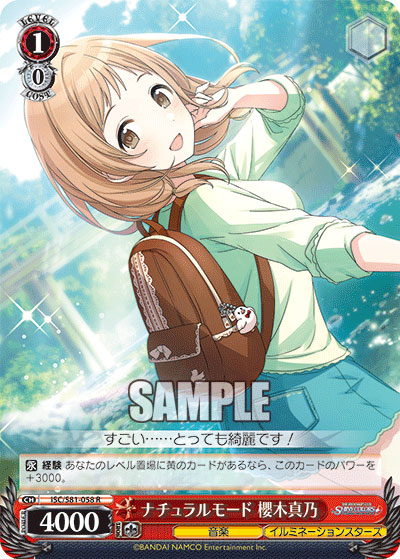 LEVEL
1
0
COST
SAMPLE
すごい……とっても綺麗です！
永 経験 あなたのレベル置場に黄のカードがあるなら、このカードのパワーを
＋3000。
CH ISC/S81-058 R
4000 ナチュラルモード 櫻木真乃
SHINY COLORS
音楽 イルミネーションスターズ
©BANDAI NAMCO Entertainment Inc.